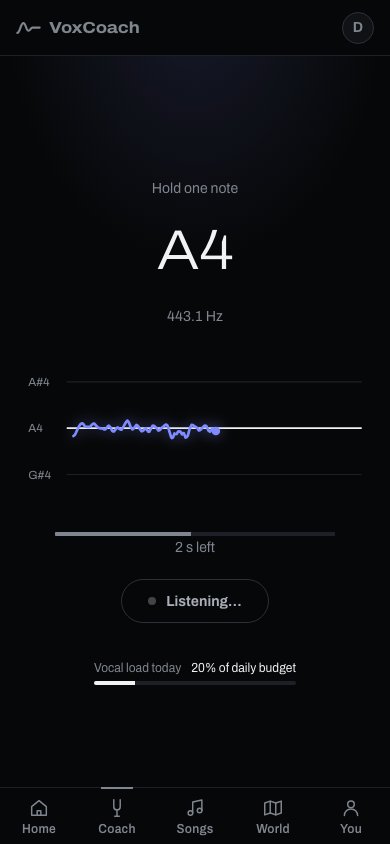 VoxCoach
D
Hold one note
A4
443.1 Hz
A#4
A4
G#4
2 s left
Listening...
Vocal load today 20% of daily budget
Home Coach Songs World You